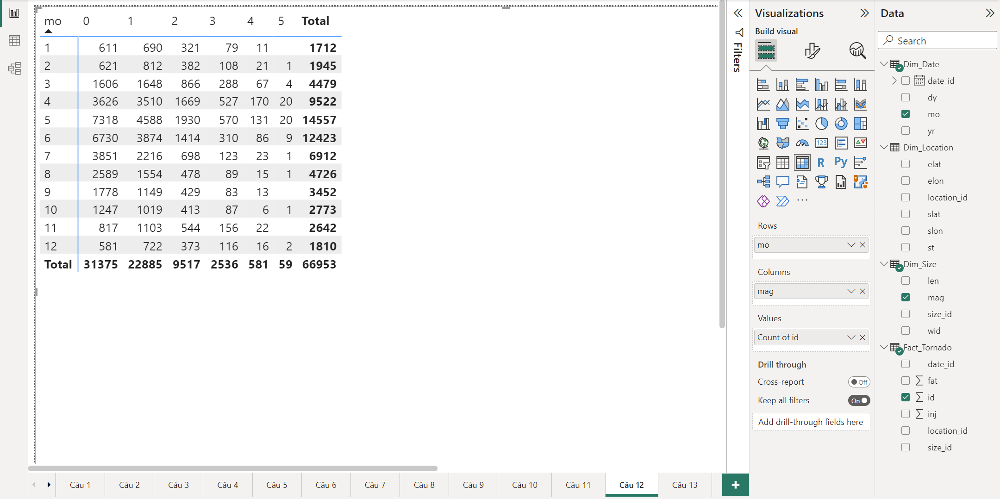 mo 0 1 2 3 4 5 Total
1 611 690 321 79 11 1712
2 621 812 382 108 21 1 1945
3 1606 1648 866 288 67 4 4479
4 3626 3510 1669 527 170 20 9522
5 7318 4588 1930 570 131 20 14557
6 6730 3874 1414 310 86 9 12423
7 3851 2216 698 123 23 1 6912
8 2589 1554 478 89 15 1 4726
9 1778 1149 429 83 13 3452
10 1247 1019 413 87 6 1 2773
11 817 1103 544 156 22 2642
12 581 722 373 116 16 2 1810
Total 31375 22885 9517 2536 581 59 66953
Filters
Visualizations
Build visual
123
R Py
...
Rows
mo
Columns
mag
Values
Count of id
Drill through
Cross-report Off
Keep all filters On
Add drill-through fields here
Data
Search
Dim_Date
date_id
dy
mo
yr
Dim_Location
elat
elon
location_id
slat
slon
st
Dim_Size
len
mag
size_id
wid
Fact_Tornado
date_id
∑ fat
∑ id
∑ inj
location_id
size_id
Câu 1 Câu 2 Câu 3 Câu 4 Câu 5 Câu 6 Câu 7 Câu 8 Câu 9 Câu 10 Câu 11 Câu 12 Câu 13 +